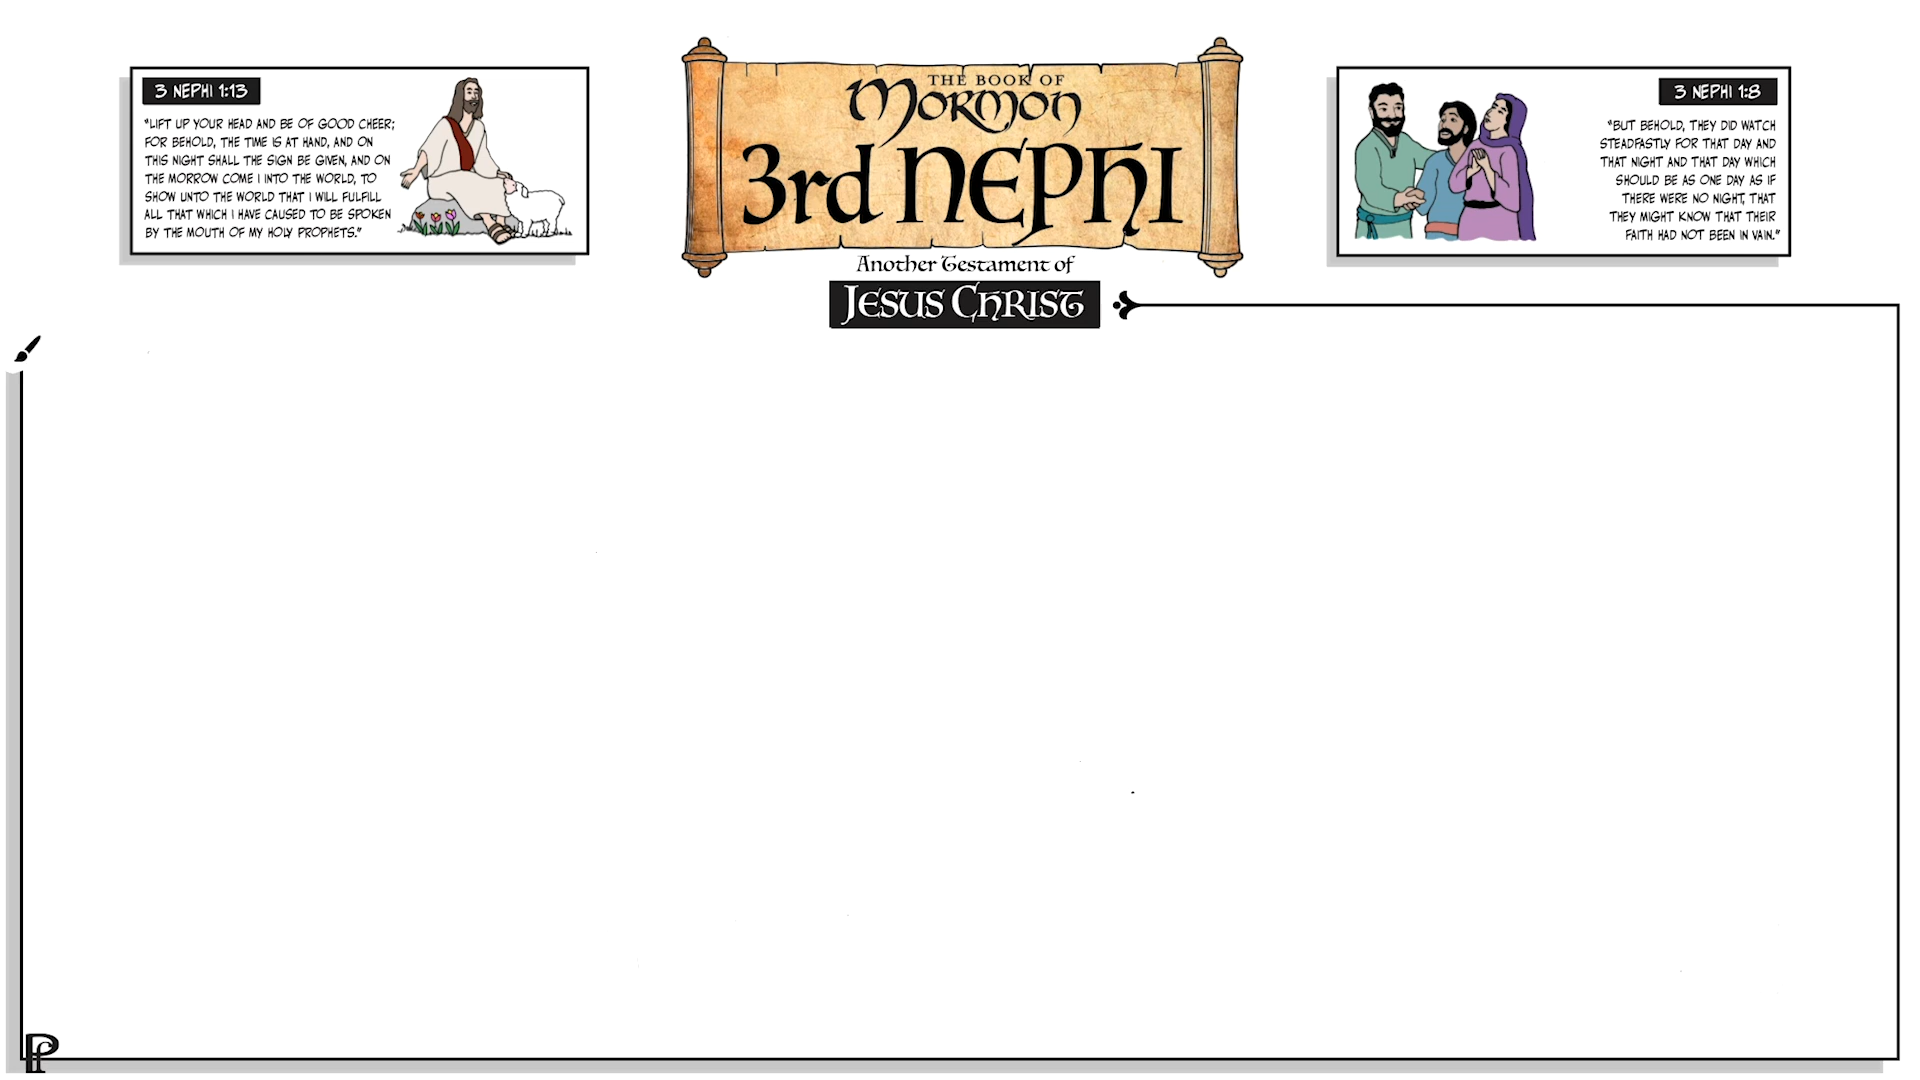 3 NEPHI 1:13
"LIFT UP YOUR HEAD AND BE OF GOOD CHEER;
FOR BEHOLD, THE TIME IS AT HAND, AND ON
THIS NIGHT SHALL THE SIGN BE GIVEN, AND ON
THE MORROW COME I INTO THE WORLD, TO
SHOW UNTO THE WORLD THAT I WILL FULFILL
ALL THAT WHICH I HAVE CAUSED TO BE SPOKEN
BY THE MOUTH OF MY HOLY PROPHETS."
THE BOOK OF
MORMON
3rd NEPHI
Another Testament of
JESUS CHRIST
3 NEPHI 1:8
"BUT BEHOLD, THEY DID WATCH
STEADFASTLY FOR THAT DAY AND
THAT NIGHT AND THAT DAY WHICH
SHOULD BE AS ONE DAY AS IF
THERE WERE NO NIGHT, THAT
THEY MIGHT KNOW THAT THEIR
FAITH HAD NOT BEEN IN VAIN."